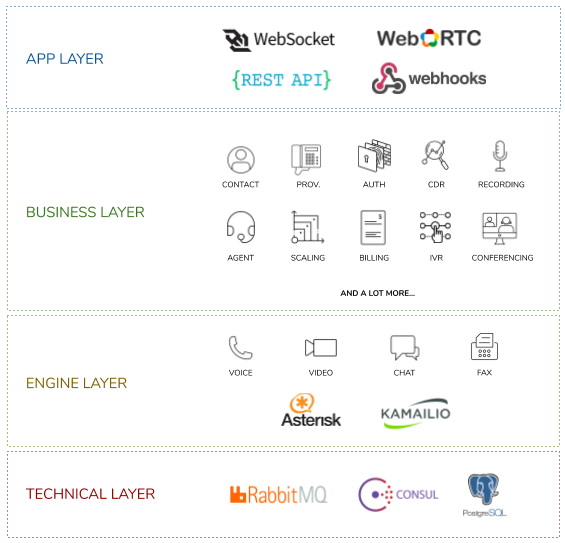 APP LAYER
WebSocket
WebRTC
{REST API}
webhooks
BUSINESS LAYER
CONTACT
PROV.
AUTH
CDR
RECORDING
$
AGENT
SCALING
BILLING
IVR
CONFERENCING
AND A LOT MORE...
ENGINE LAYER
VOICE
VIDEO
CHAT
FAX
Asterisk
KAMAILIO
TECHNICAL LAYER
RabbitMQ
CONSUL
PostgreSQL